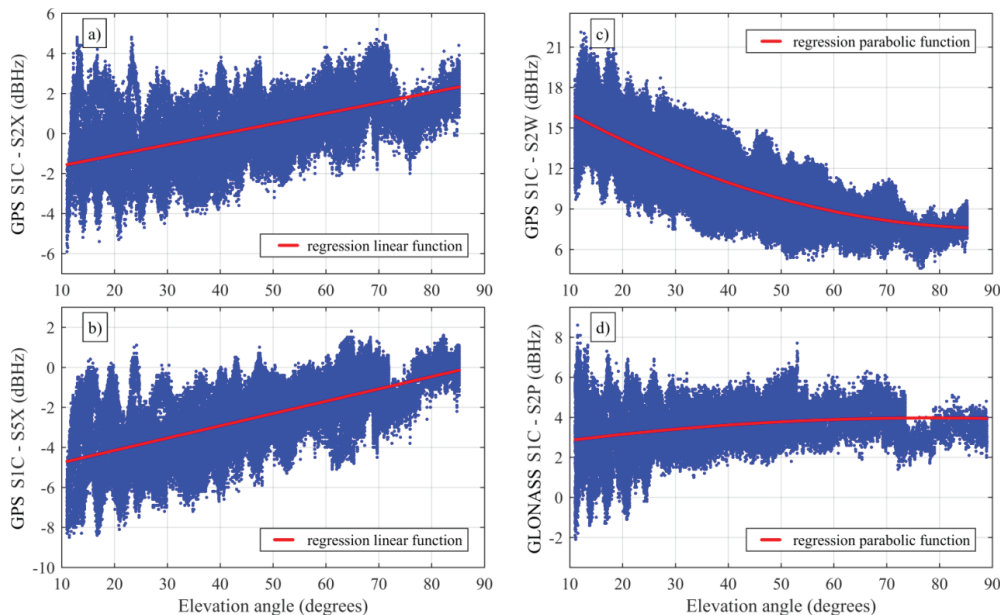 a)
GPS S1C - S2X (dBHz)
6
4
2
0
-2
-4
-6
10 20 30 40 50 60 70 80 90
regression linear function
c)
GPS S1C - S2W (dBHz)
21
18
15
12
9
6
10 20 30 40 50 60 70 80 90
regression parabolic function
b)
GPS S1C - S5X (dBHz)
2
0
-2
-4
-6
-8
-10
10 20 30 40 50 60 70 80 90
Elevation angle (degrees)
regression linear function
d)
GLONASS S1C - S2P (dBHz)
8
6
4
2
0
-2
10 20 30 40 50 60 70 80 90
Elevation angle (degrees)
regression parabolic function